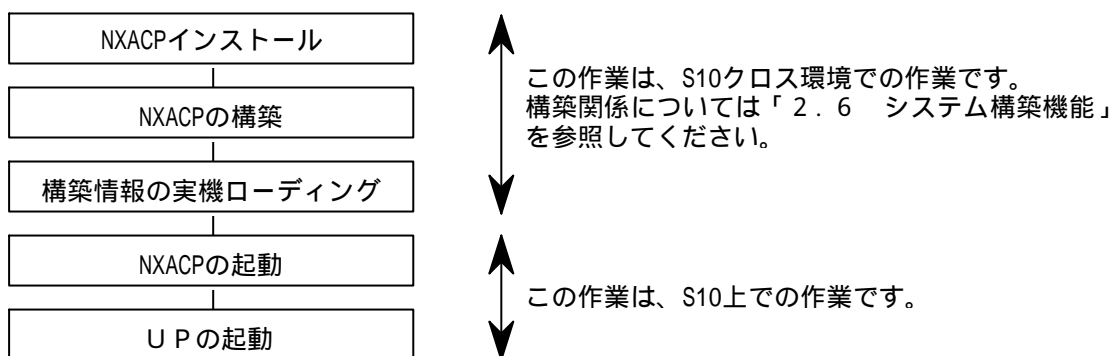 NXACPインストール
NXACPの構築
構築情報の実機ローディング
この作業は、S10クロス環境での作業です。
構築関係については「２．６　システム構築機能」
を参照してください。
NXACPの起動
ＵＰの起動
この作業は、S10上での作業です。